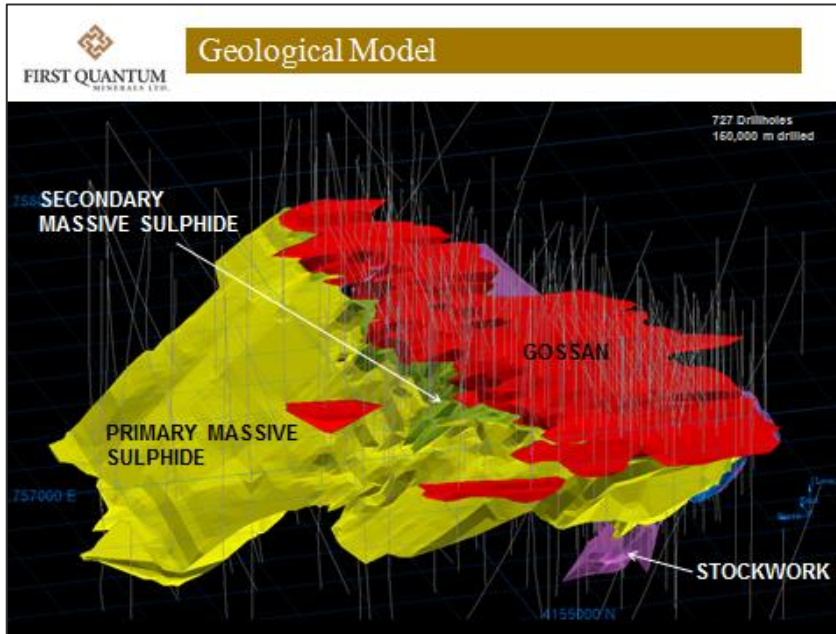 FIRST QUANTUM
MINERALS LTD.
Geological Model
727 Drillholes
160,000 m drilled
SECONDARY
MASSIVE SULPHIDE
GOSSAN
PRIMARY MASSIVE
SULPHIDE
757000 E
STOCKWORK
4155000 N